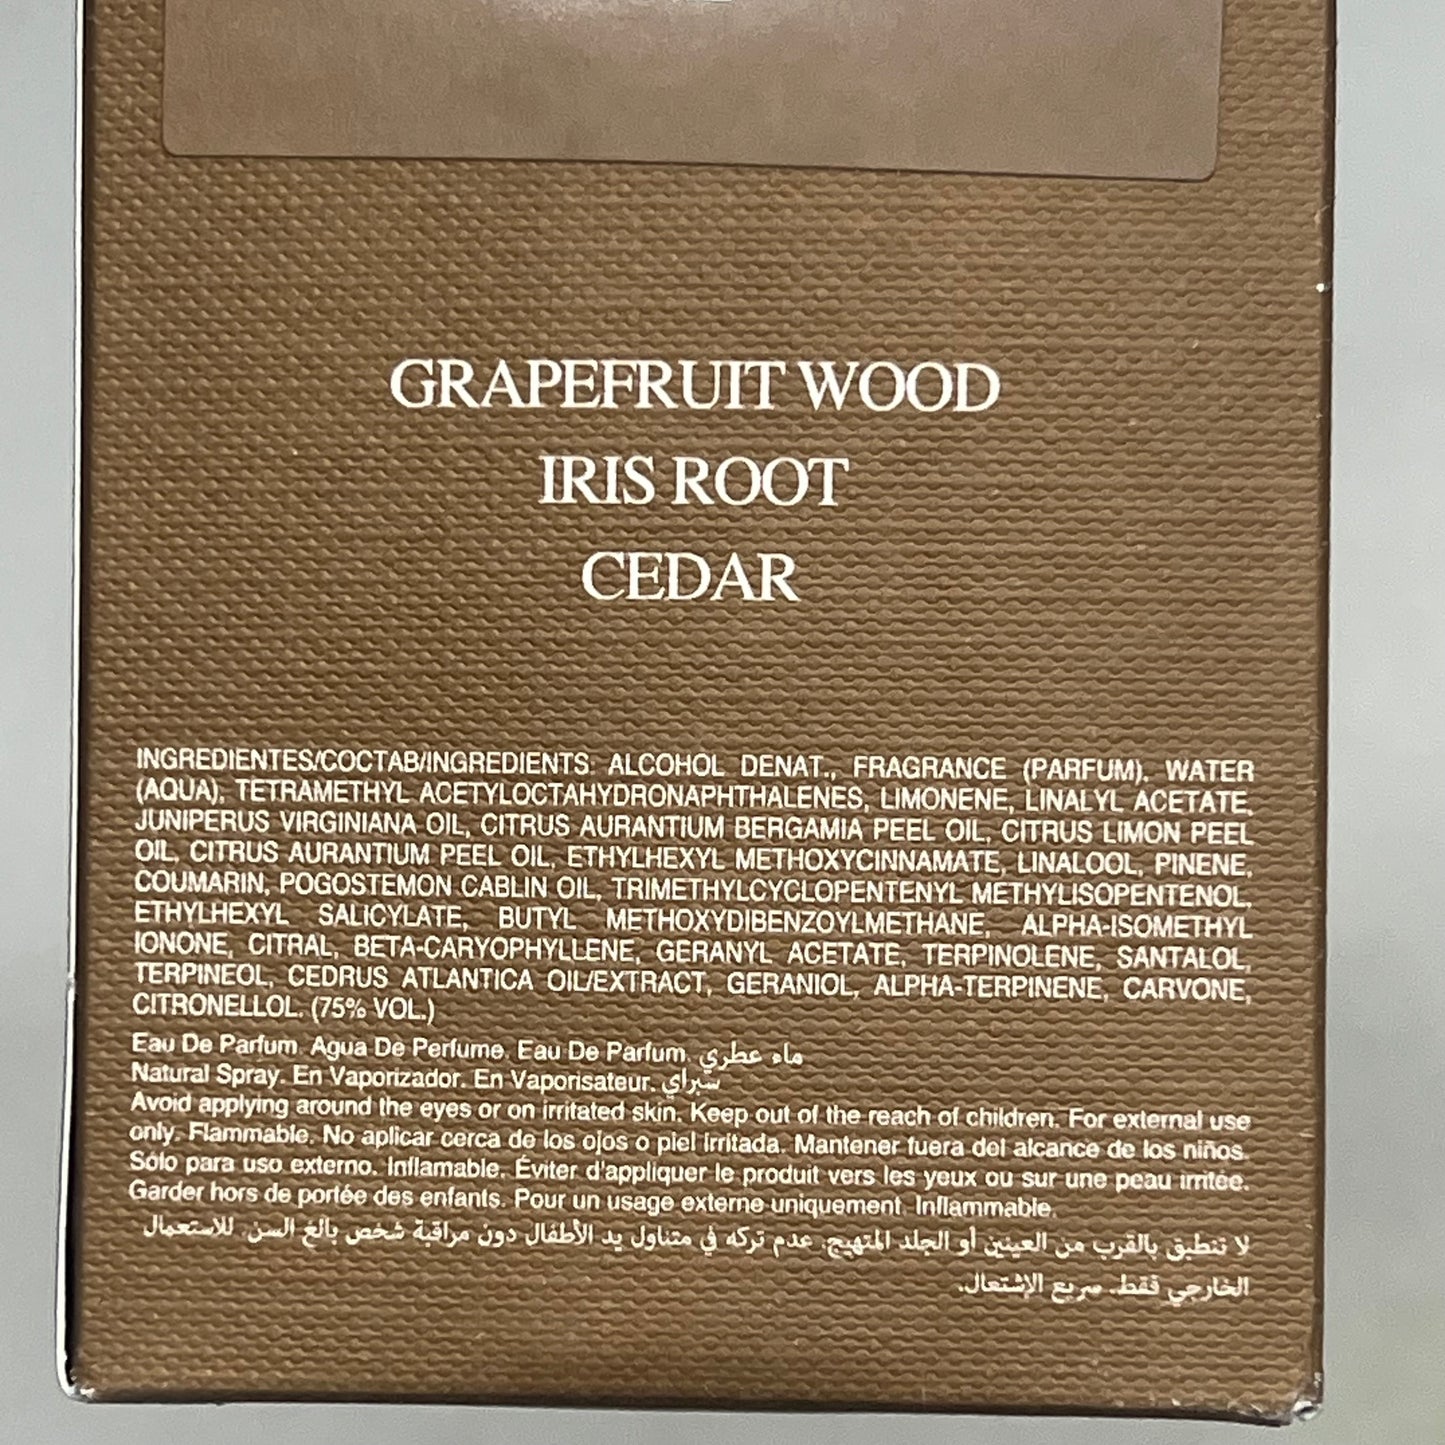 GRAPEFRUIT WOOD
IRIS ROOT
CEDAR
INGREDIENTES/COCTAB/INGREDIENTS: ALCOHOL DENAT., FRAGRANCE (PARFUM), WATER
(AQUA), TETRAMETHYL ACETYLOCTAHYDRONAPHTHALENES, LIMONENE, LINALYL ACETATE,
JUNIPERUS VIRGINIANA OIL, CITRUS AURANTIUM BERGAMIA PEEL OIL, CITRUS LIMON PEEL
OIL, CITRUS AURANTIUM PEEL OIL, ETHYLHEXYL METHOXYCINNAMATE, LINALOOL, PINENE,
COUMARIN, POGOSTEMON CABLIN OIL, TRIMETHYLCYCLOPENTENYL METHYLISOPENTENOL,
ETHYLHEXYL SALICYLATE, BUTYL METHOXYDIBENZOYLMETHANE, ALPHA-ISOMETHYL
IONONE, CITRAL, BETA-CARYOPHYLLENE, GERANYL ACETATE, TERPINOLENE, SANTALOL,
TERPINEOL, CEDRUS ATLANTICA OIL/EXTRACT, GERANIOL, ALPHA-TERPINENE, CARVONE,
CITRONELLOL. (75% VOL.)
Eau De Parfum. Agua De Perfume. Eau De Parfum. ماء عطري
Natural Spray. En Vaporizador. En Vaporisateur. سبراي
Avoid applying around the eyes or on irritated skin. Keep out of the reach of children. For external use
only. Flammable. No aplicar cerca de los ojos o piel irritada. Mantener fuera del alcance de los niños.
Sólo para uso externo. Inflamable. Éviter d'appliquer le produit vers les yeux ou sur une peau irritée.
Garder hors de portée des enfants. Pour un usage externe uniquement. Inflammable.
لا تنطبق بالقرب من العينين أو الجلد المتهيج. عدم تركه في متناول يد الأطفال دون مراقبة شخص بالغ السن. للاستعمال
الخارجي فقط. سريع الإشتعال.